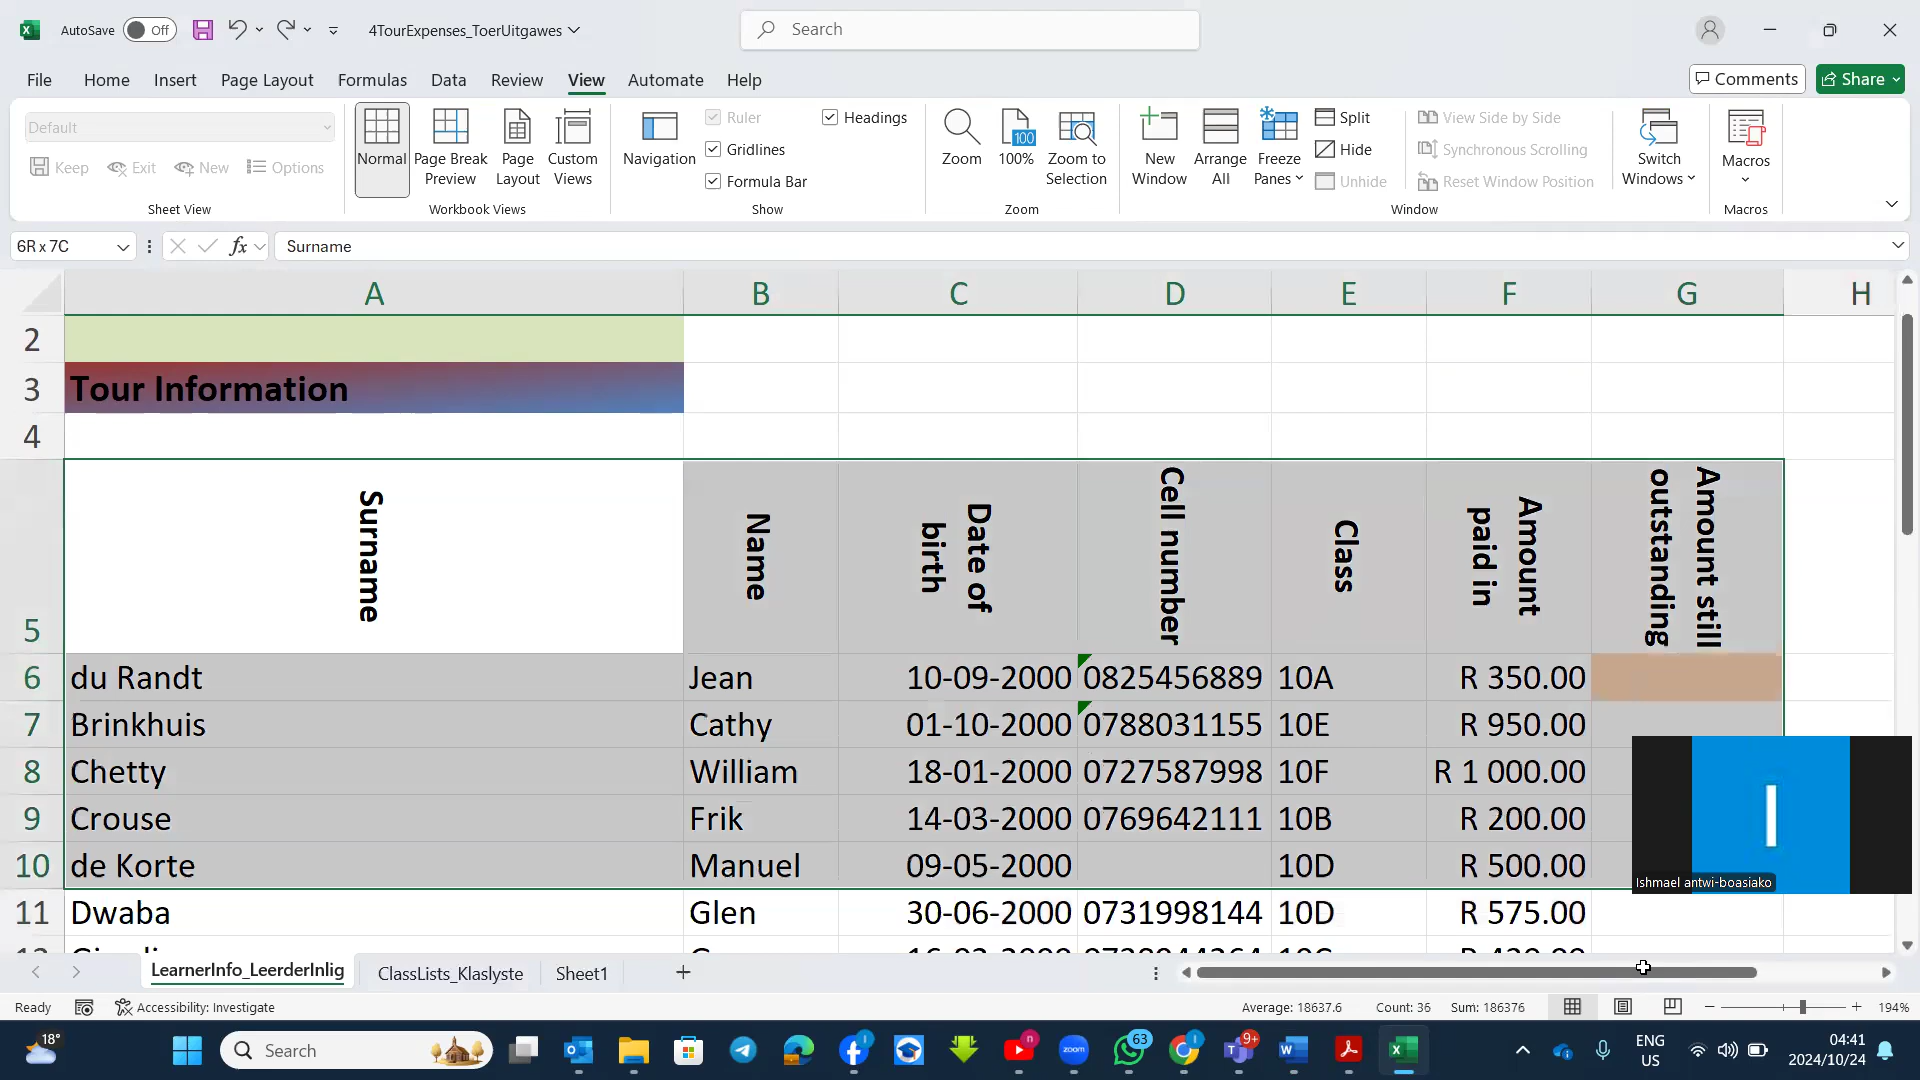 AutoSave Off 4TourExpenses_ToerUitgawes Search
File Home Insert Page Layout Formulas Data Review View Automate Help Comments Share
Default
Keep Exit New Options
Sheet View
Normal
Page Break Preview
Page Layout
Custom Views
Workbook Views
Navigation
Ruler
Gridlines
Formula Bar
Headings
Show
Zoom
100
100%
Zoom to Selection
Zoom
New Window
Arrange All
Freeze Panes
Split
Hide
Unhide
View Side by Side
Synchronous Scrolling
Reset Window Position
Switch Windows
Window
Macros
Macros
6R x 7C fx Surname
A B C D E F G H
2
3 Tour Information
4
5 Surname Name Date of birth Cell number Class Amount paid in Amount still outstanding
6 du Randt Jean 10-09-2000 0825456889 10A R 350.00
7 Brinkhuis Cathy 01-10-2000 0788031155 10E R 950.00
8 Chetty William 18-01-2000 0727587998 10F R 1 000.00
9 Crouse Frik 14-03-2000 0769642111 10B R 200.00
10 de Korte Manuel 09-05-2000 10D R 500.00
11 Dwaba Glen 30-06-2000 0731998144 10D R 575.00
I
Ishmael antwi-boasiako
LearnerInfo_LeerderInlig ClassLists_Klaslyste Sheet1
Ready Accessibility: Investigate Average: 18637.6 Count: 36 Sum: 186376 194%
18° Search zoom 63 9+ ENG US 04:41 2024/10/24